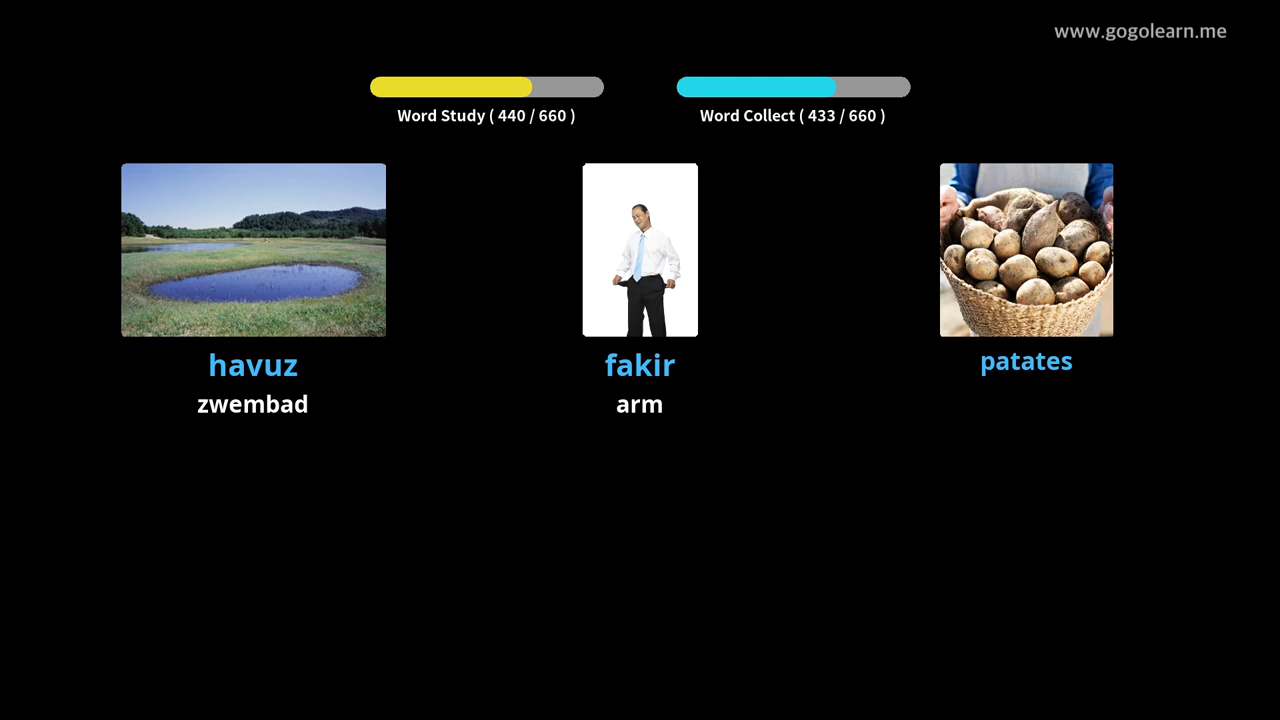 www.gogolearn.me
Word Study ( 440 / 660 )
Word Collect ( 433 / 660 )
havuz
zwembad
fakir
arm
patates